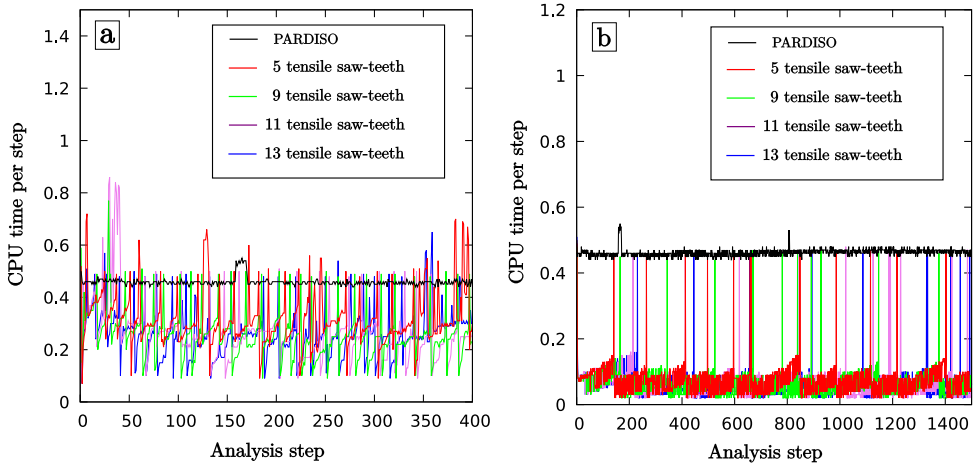 a
PARDISO
5 tensile saw-teeth
9 tensile saw-teeth
11 tensile saw-teeth
13 tensile saw-teeth
CPU time per step
1.4
1.2
1
0.8
0.6
0.4
0.2
0
0 50 100 150 200 250 300 350 400
Analysis step
b
PARDISO
5 tensile saw-teeth
9 tensile saw-teeth
11 tensile saw-teeth
13 tensile saw-teeth
CPU time per step
1.2
1
0.8
0.6
0.4
0.2
0
0 200 400 600 800 1000 1200 1400
Analysis step